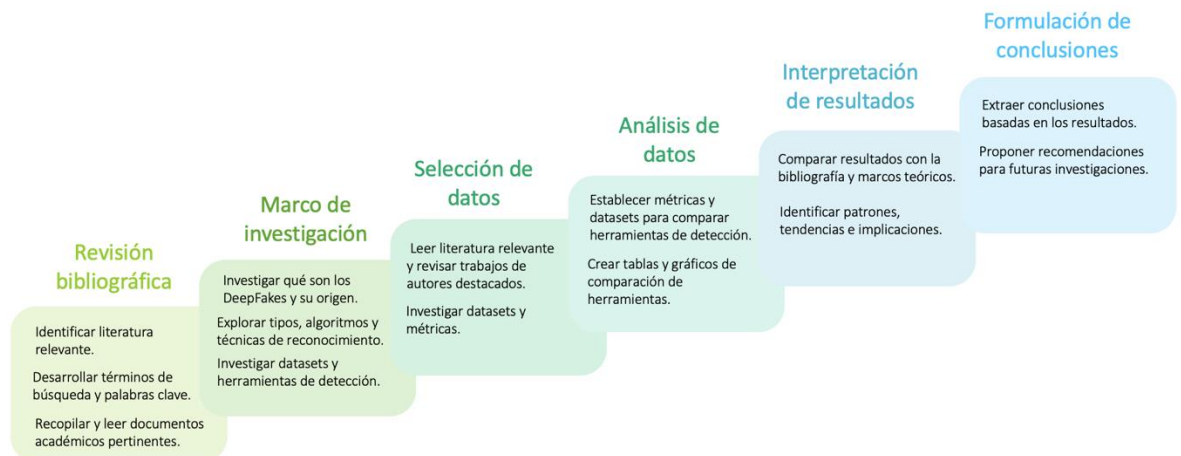 Revisión
bibliográfica
Identificar literatura
relevante.
Desarrollar términos de
búsqueda y palabras clave.
Recopilar y leer documentos
académicos pertinentes.
Marco de
investigación
Investigar qué son los
DeepFakes y su origen.
Explorar tipos, algoritmos y
técnicas de reconocimiento.
Investigar datasets y
herramientas de detección.
Selección de
datos
Leer literatura relevante
y revisar trabajos de
autores destacados.
Investigar datasets y
métricas.
Análisis de
datos
Establecer métricas y
datasets para comparar
herramientas de detección.
Crear tablas y gráficos de
comparación de
herramientas.
Interpretación
de resultados
Comparar resultados con la
bibliografía y marcos teóricos.
Identificar patrones,
tendencias e implicaciones.
Formulación de
conclusiones
Extraer conclusiones
basadas en los resultados.
Proponer recomendaciones
para futuras investigaciones.